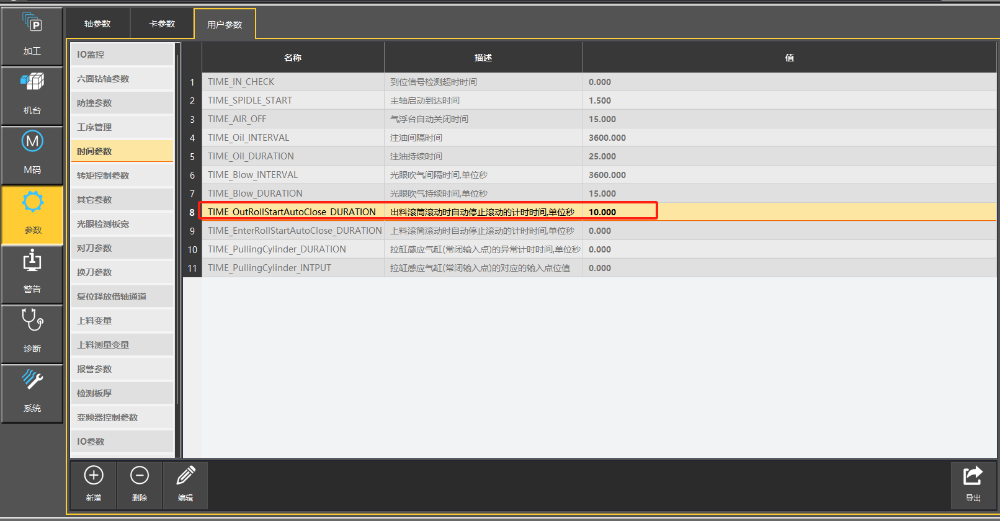 轴参数
卡参数
用户参数
加工
机台
M
M码
参数
警告
诊断
系统
IO监控
六面钻轴参数
防撞参数
工序管理
时间参数
转矩控制参数
其它参数
光眼检测板宽
对刀参数
换刀参数
复位释放借轴通道
上料变量
上料测量变量
报警参数
检测板厚
变频器控制参数
IO参数
名称 描述 值
1 TIME_IN_CHECK 到位信号检测超时时间 0.000
2 TIME_SPIDLE_START 主轴启动到达时间 1.500
3 TIME_AIR_OFF 气浮台自动关闭时间 15.000
4 TIME_Oil_INTERVAL 注油间隔时间 3600.000
5 TIME_Oil_DURATION 注油持续时间 25.000
6 TIME_Blow_INTERVAL 光眼吹气间隔时间,单位秒 3600.000
7 TIME_Blow_DURATION 光眼吹气持续时间,单位秒 15.000
8 TIME_OutRollStartAutoClose_DURATION 出料滚筒滚动时自动停止滚动的计时时间,单位秒 10.000
9 TIME_EnterRollStartAutoClose_DURATION 上料滚筒滚动时自动停止滚动的计时时间,单位秒 0.000
10 TIME_PullingCylinder_DURATION 拉缸感应气缸(常闭输入点)的异常计时时间,单位秒 0.000
11 TIME_PullingCylinder_INTPUT 拉缸感应气缸(常闭输入点)的对应的输入点位值 0.000
新增
删除
编辑
导出